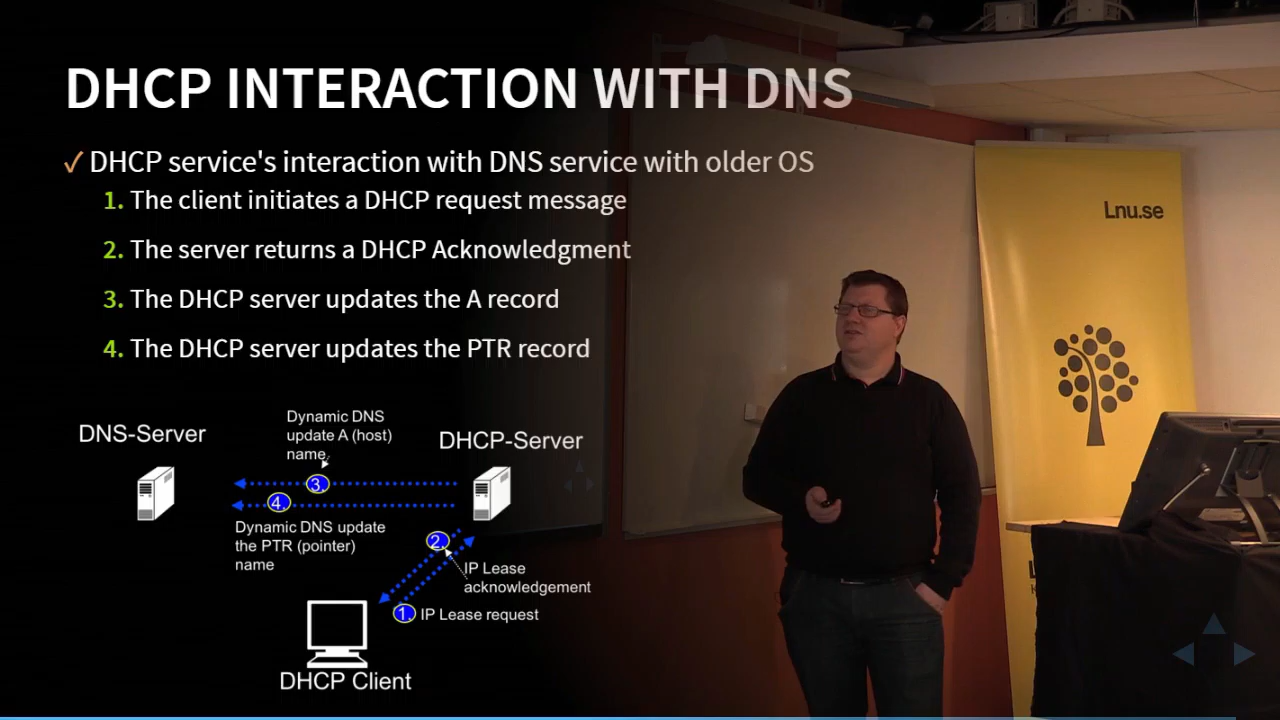 DHCP INTERACTION WITH DNS
✓ DHCP service's interaction with DNS service with older OS
1. The client initiates a DHCP request message
2. The server returns a DHCP Acknowledgment
3. The DHCP server updates the A record
4. The DHCP server updates the PTR record
Lnu.se
DNS-Server
Dynamic DNS
update A (host)
name
DHCP-Server
3.
4.
Dynamic DNS update
the PTR (pointer)
name
2.
IP Lease
acknowledgement
1. IP Lease request
DHCP Client